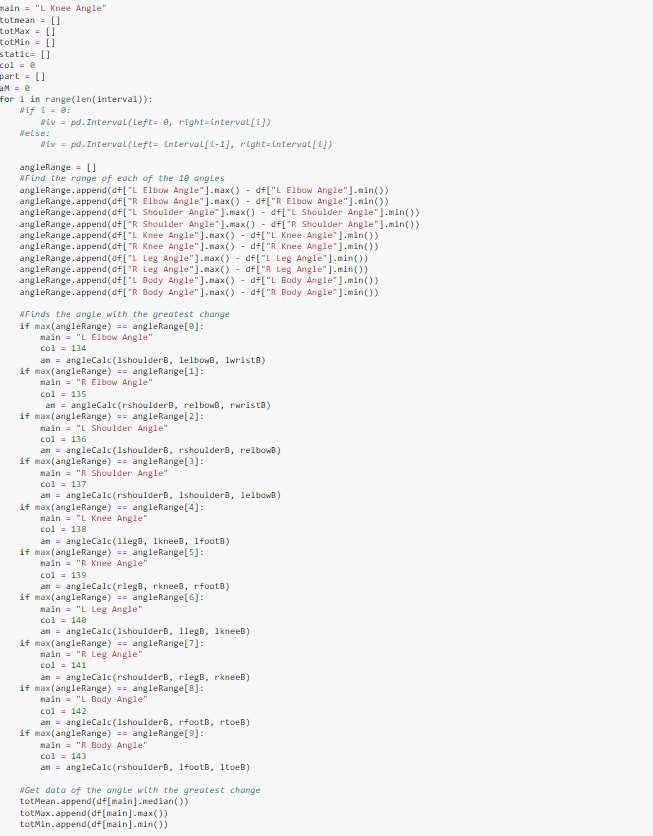 main = "L Knee Angle"
totmean = []
totMax = []
totMin = []
static= []
col = 0
part = []
aM = 0
for i in range(len(interval)):
    #if i = 0:
        #iv = pd.Interval(left= 0, right=interval[i])
    #else:
        #iv = pd.Interval(left= interval[i-1], right=interval[i])

    angleRange = []
    #Find the range of each of the 10 angles
    angleRange.append(df["L Elbow Angle"].max() - df["L Elbow Angle"].min())
    angleRange.append(df["R Elbow Angle"].max() - df["R Elbow Angle"].min())
    angleRange.append(df["L Shoulder Angle"].max() - df["L Shoulder Angle"].min())
    angleRange.append(df["R Shoulder Angle"].max() - df["R Shoulder Angle"].min())
    angleRange.append(df["L Knee Angle"].max() - df["L Knee Angle"].min())
    angleRange.append(df["R Knee Angle"].max() - df["R Knee Angle"].min())
    angleRange.append(df["L Leg Angle"].max() - df["L Leg Angle"].min())
    angleRange.append(df["R Leg Angle"].max() - df["R Leg Angle"].min())
    angleRange.append(df["L Body Angle"].max() - df["L Body Angle"].min())
    angleRange.append(df["R Body Angle"].max() - df["R Body Angle"].min())

    #Finds the angle with the greatest change
    if max(angleRange) == angleRange[0]:
        main = "L Elbow Angle"
        col = 134
        am = angleCalc(lshoulderB, lelbowB, lwristB)
    if max(angleRange) == angleRange[1]:
        main = "R Elbow Angle"
        col = 135
         am = angleCalc(rshoulderB, relbowB, rwristB)
    if max(angleRange) == angleRange[2]:
        main = "L Shoulder Angle"
        col = 136
        am = angleCalc(lshoulderB, rshoulderB, relbowB)
    if max(angleRange) == angleRange[3]:
        main = "R Shoulder Angle"
        col = 137
        am = angleCalc(rshoulderB, lshoulderB, lelbowB)
    if max(angleRange) == angleRange[4]:
        main = "L Knee Angle"
        col = 138
        am = angleCalc(llegB, lkneeB, lfootB)
    if max(angleRange) == angleRange[5]:
        main = "R Knee Angle"
        col = 139
        am = angleCalc(rlegB, rkneeB, rfootB)
    if max(angleRange) == angleRange[6]:
        main = "L Leg Angle"
        col = 140
        am = angleCalc(lshoulderB, llegB, lkneeB)
    if max(angleRange) == angleRange[7]:
        main = "R Leg Angle"
        col = 141
        am = angleCalc(rshoulderB, rlegB, rkneeB)
    if max(angleRange) == angleRange[8]:
        main = "L Body Angle"
        col = 142
        am = angleCalc(lshoulderB, rfootB, rtoeB)
    if max(angleRange) == angleRange[9]:
        main = "R Body Angle"
        col = 143
        am = angleCalc(rshoulderB, lfootB, ltoeB)

    #Get data of the angle with the greatest change
    totMean.append(df[main].median())
    totMax.append(df[main].max())
    totMin.append(df[main].min())